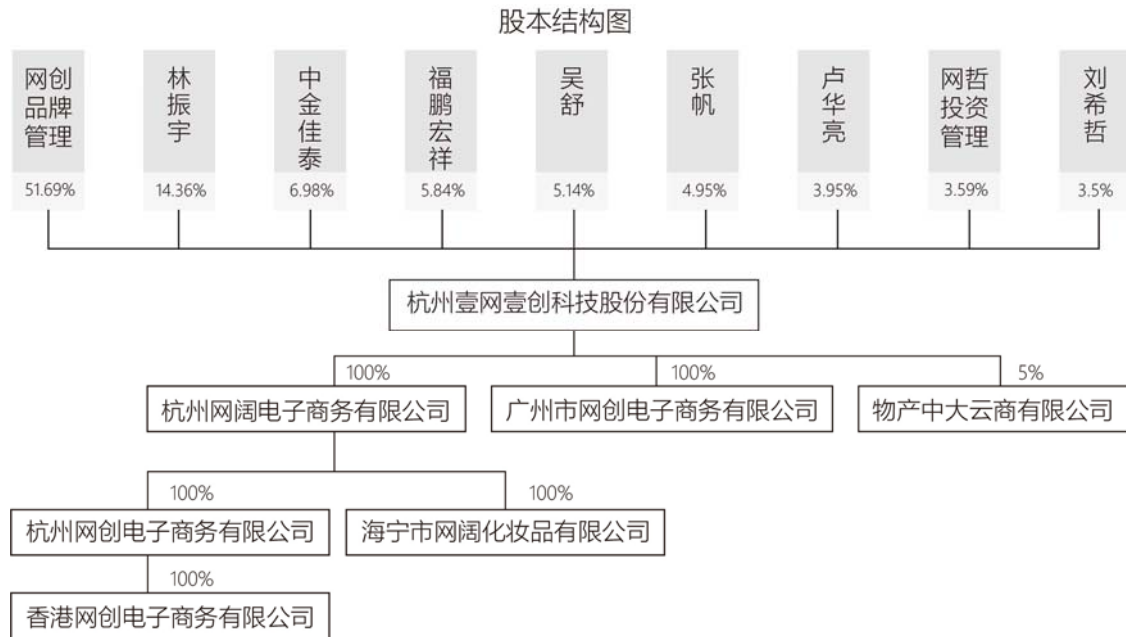 股本结构图
网创
品牌
管理
林振宇
中金佳泰
福鹏宏祥
吴舒
张帆
卢华亮
网哲
投资
管理
刘希哲
51.69%
14.36%
6.98%
5.84%
5.14%
4.95%
3.95%
3.59%
3.5%
杭州壹网壹创科技股份有限公司
100%
100%
5%
杭州网阔电子商务有限公司
广州市网创电子商务有限公司
物产中大云商有限公司
100%
100%
杭州网创电子商务有限公司
海宁市网阔化妆品有限公司
100%
香港网创电子商务有限公司